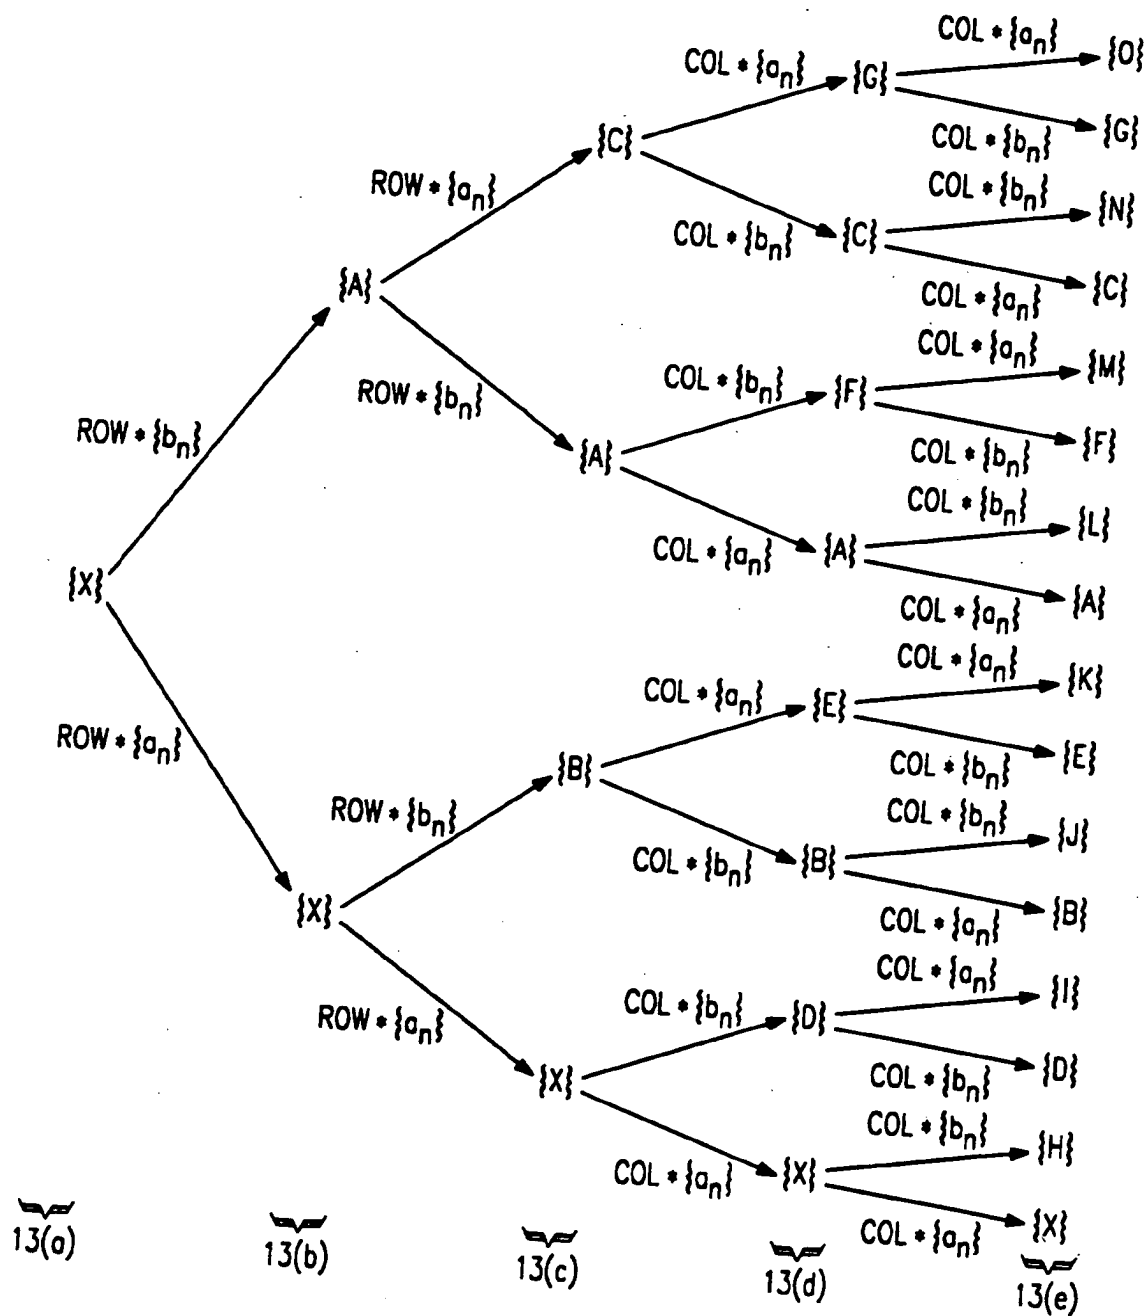 COL * {aₙ}
{O}
COL * {aₙ}
{G}
{G}
COL * {bₙ}
{C}
COL * {bₙ}
{N}
ROW * {aₙ}
COL * {bₙ}
{C}
{C}
COL * {aₙ}
{A}
COL * {aₙ}
{M}
ROW * {bₙ}
COL * {bₙ}
{F}
{F}
ROW * {bₙ}
COL * {bₙ}
{A}
COL * {bₙ}
{L}
COL * {aₙ}
{A}
{X}
{A}
COL * {aₙ}
COL * {aₙ}
{K}
COL * {aₙ}
{E}
ROW * {aₙ}
{E}
{B}
COL * {bₙ}
ROW * {bₙ}
COL * {bₙ}
{J}
COL * {bₙ}
{B}
{X}
{B}
COL * {aₙ}
COL * {aₙ}
{I}
ROW * {aₙ}
COL * {bₙ}
{D}
{X}
{D}
COL * {bₙ}
COL * {bₙ}
{H}
COL * {aₙ}
{X}
{X}
COL * {aₙ}
13(a)
13(b)
13(c)
13(d)
13(e)